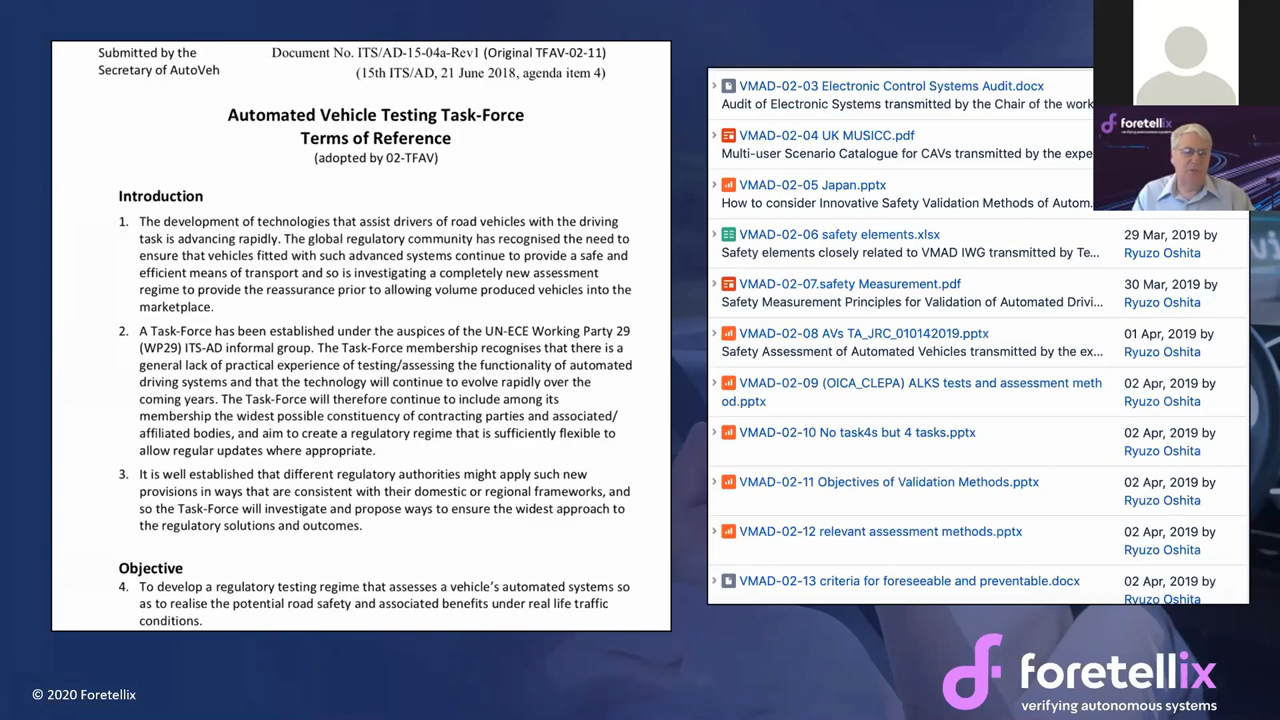 Submitted by the
Secretary of AutoVeh
Document No. ITS/AD-15-04a-Rev1 (Original TFAV-02-11)
(15th ITS/AD, 21 June 2018, agenda item 4)
Automated Vehicle Testing Task-Force
Terms of Reference
(adopted by 02-TFAV)
Introduction
1. The development of technologies that assist drivers of road vehicles with the driving
task is advancing rapidly. The global regulatory community has recognised the need to
ensure that vehicles fitted with such advanced systems continue to provide a safe and
efficient means of transport and so is investigating a completely new assessment
regime to provide the reassurance prior to allowing volume produced vehicles into the
marketplace.
2. A Task-Force has been established under the auspices of the UN-ECE Working Party 29
(WP29) ITS-AD informal group. The Task-Force membership recognises that there is a
general lack of practical experience of testing/assessing the functionality of automated
driving systems and that the technology will continue to evolve rapidly over the
coming years. The Task-Force will therefore continue to include among its
membership the widest possible constituency of contracting parties and associated/
affiliated bodies, and aim to create a regulatory regime that is sufficiently flexible to
allow regular updates where appropriate.
3. It is well established that different regulatory authorities might apply such new
provisions in ways that are consistent with their domestic or regional frameworks, and
so the Task-Force will investigate and propose ways to ensure the widest approach to
the regulatory solutions and outcomes.
Objective
4. To develop a regulatory testing regime that assesses a vehicle's automated systems so
as to realise the potential road safety and associated benefits under real life traffic
conditions.
VMAD-02-03 Electronic Control Systems Audit.docx
Audit of Electronic Systems transmitted by the Chair of the work
VMAD-02-04 UK MUSICC.pdf
Multi-user Scenario Catalogue for CAVs transmitted by the expe
VMAD-02-05 Japan.pptx
How to consider Innovative Safety Validation Methods of Autom.
VMAD-02-06 safety elements.xlsx
Safety elements closely related to VMAD IWG transmitted by Te...
29 Mar, 2019 by
Ryuzo Oshita
VMAD-02-07.safety Measurement.pdf
Safety Measurement Principles for Validation of Automated Drivi...
30 Mar, 2019 by
Ryuzo Oshita
VMAD-02-08 AVs TA_JRC_010142019.pptx
Safety Assessment of Automated Vehicles transmitted by the ex...
01 Apr, 2019 by
Ryuzo Oshita
VMAD-02-09 (OICA_CLEPA) ALKS tests and assessment meth
od.pptx
02 Apr, 2019 by
Ryuzo Oshita
VMAD-02-10 No task4s but 4 tasks.pptx
02 Apr, 2019 by
Ryuzo Oshita
VMAD-02-11 Objectives of Validation Methods.pptx
02 Apr, 2019 by
Ryuzo Oshita
VMAD-02-12 relevant assessment methods.pptx
02 Apr, 2019 by
Ryuzo Oshita
VMAD-02-13 criteria for foreseeable and preventable.docx
02 Apr, 2019 by
Ryuzo Oshita
foretellix
verifying autonomous systems
© 2020 Foretellix
foretellix
verifying autonomous systems